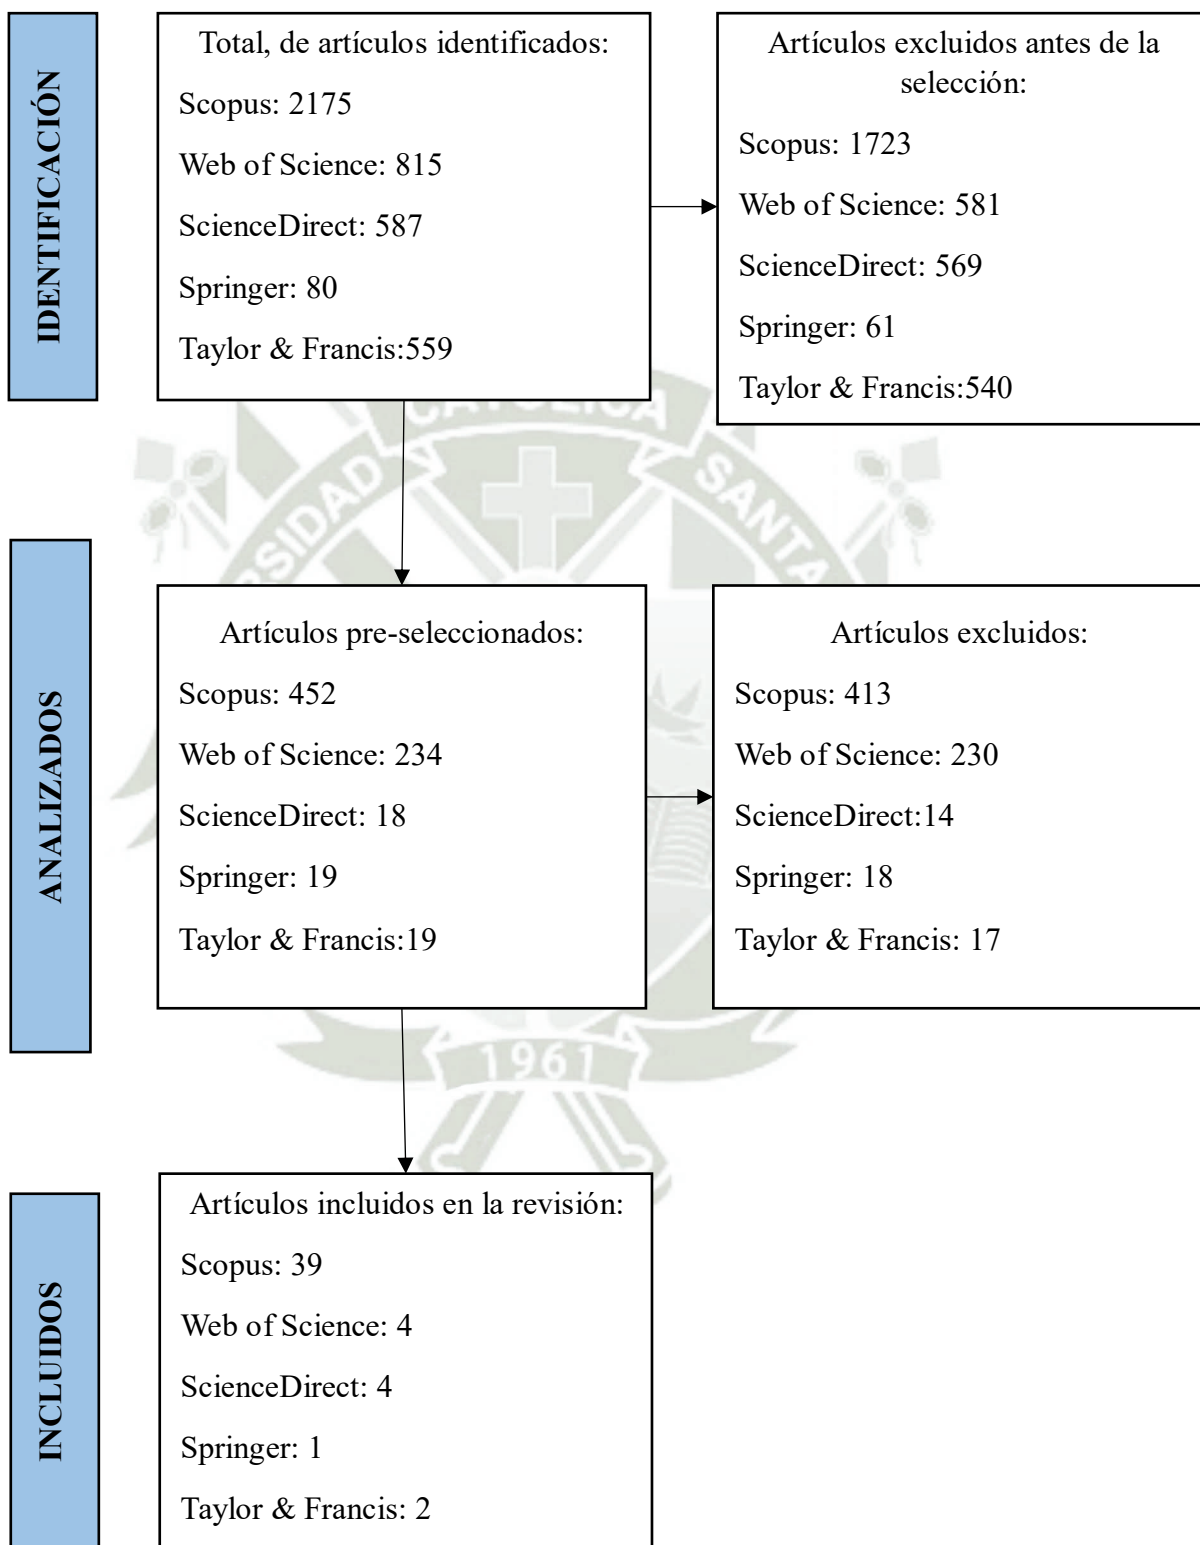 IDENTIFICACIÓN
Total, de artículos identificados:
Scopus: 2175
Web of Science: 815
ScienceDirect: 587
Springer: 80
Taylor & Francis:559
Artículos excluidos antes de la
selección:
Scopus: 1723
Web of Science: 581
ScienceDirect: 569
Springer: 61
Taylor & Francis:540
CATÓLICA
SANTA
ANALIZADOS
Artículos pre-seleccionados:
Scopus: 452
Web of Science: 234
ScienceDirect: 18
Springer: 19
Taylor & Francis:19
Artículos excluidos:
Scopus: 413
Web of Science: 230
ScienceDirect:14
Springer: 18
Taylor & Francis: 17
1961
INCLUIDOS
Artículos incluidos en la revisión:
Scopus: 39
Web of Science: 4
ScienceDirect: 4
Springer: 1
Taylor & Francis: 2